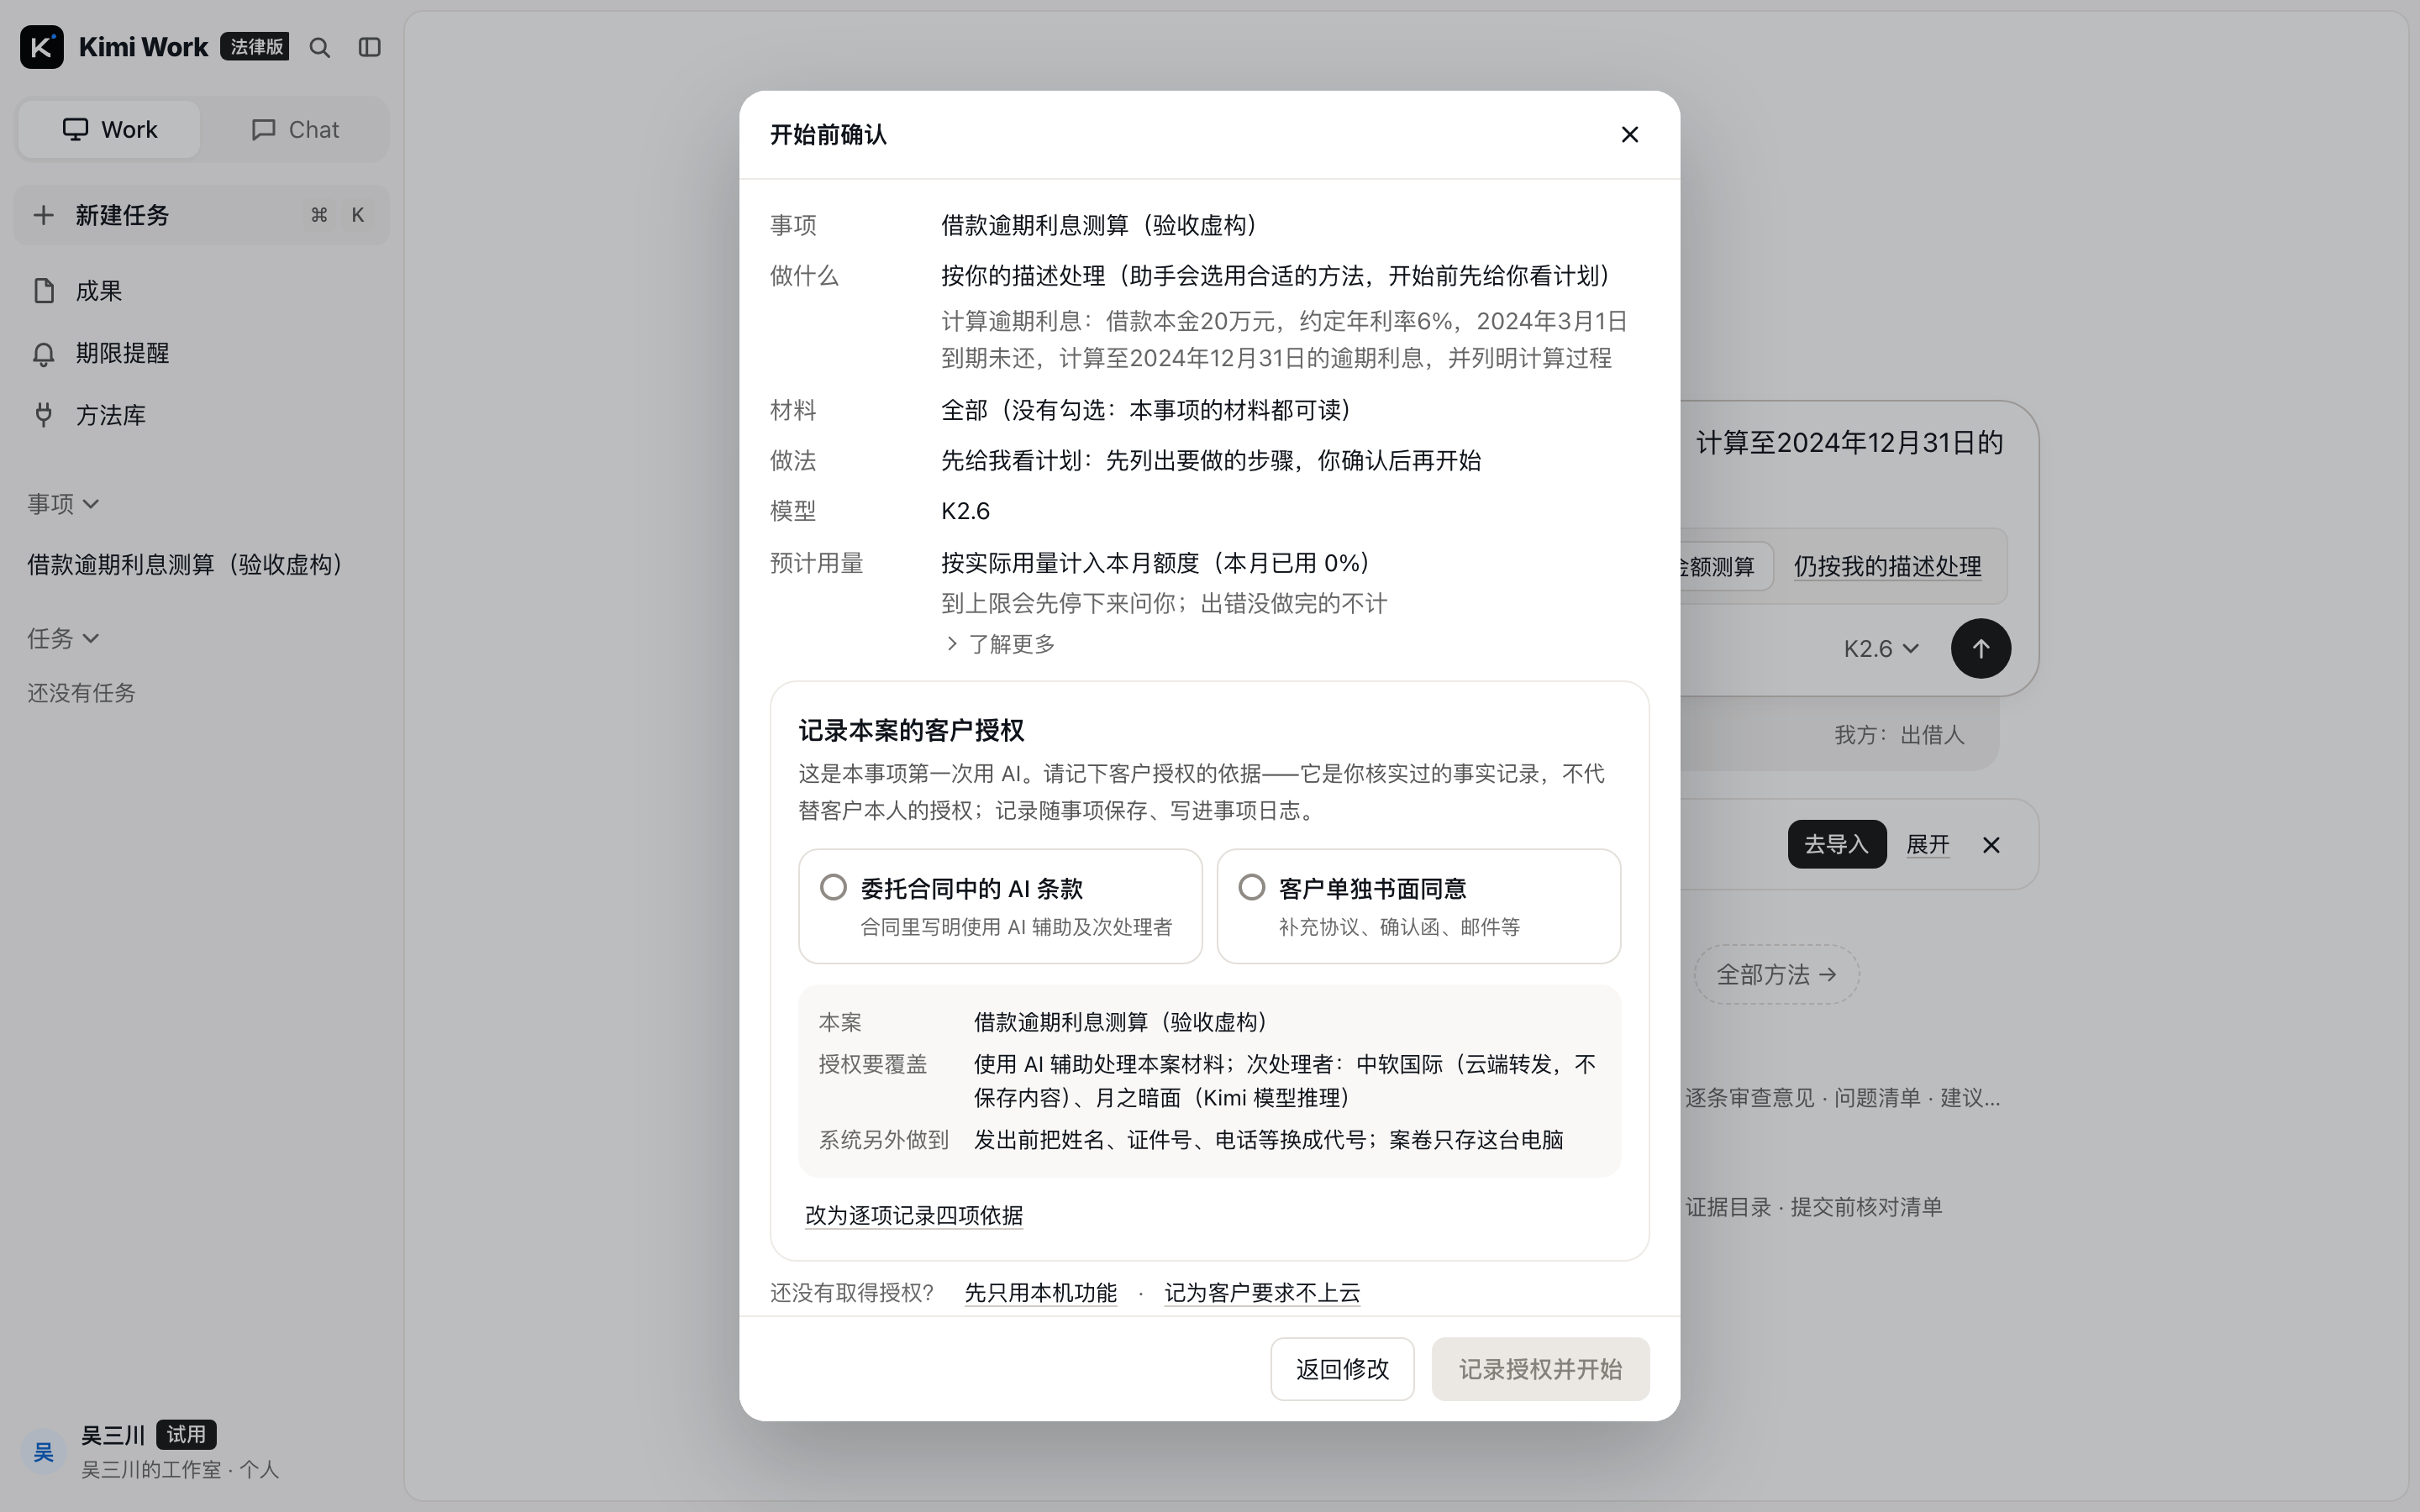 Kimi Work 法律版
Work
Chat
新建任务 ⌘ K
成果
期限提醒
方法库
事项
借款逾期利息测算（验收虚构）
任务
还没有任务
吴 吴三川 试用
吴三川的工作室 · 个人
开始前确认
事项 借款逾期利息测算（验收虚构）
做什么 按你的描述处理（助手会选用合适的方法，开始前先给你看计划）
计算逾期利息：借款本金20万元，约定年利率6%，2024年3月1日
到期未还，计算至2024年12月31日的逾期利息，并列明计算过程
材料 全部（没有勾选：本事项的材料都可读）
做法 先给我看计划：先列出要做的步骤，你确认后再开始
模型 K2.6
预计用量 按实际用量计入本月额度（本月已用 0%）
到上限会先停下来问你；出错没做完的不计
了解更多
记录本案的客户授权
这是本事项第一次用 AI。请记下客户授权的依据——它是你核实过的事实记录，不代
替客户本人的授权；记录随事项保存、写进事项日志。
委托合同中的 AI 条款
合同里写明使用 AI 辅助及次处理者
客户单独书面同意
补充协议、确认函、邮件等
本案 借款逾期利息测算（验收虚构）
授权要覆盖 使用 AI 辅助处理本案材料；次处理者：中软国际（云端转发，不
保存内容）、月之暗面（Kimi 模型推理）
系统另外做到 发出前把姓名、证件号、电话等换成代号；案卷只存这台电脑
改为逐项记录四项依据
还没有取得授权？ 先只用本机功能 · 记为客户要求不上云
返回修改
记录授权并开始
计算至2024年12月31日的
金额测算 仍按我的描述处理
K2.6
我方：出借人
去导入 展开
全部方法 →
逐条审查意见 · 问题清单 · 建议...
证据目录 · 提交前核对清单